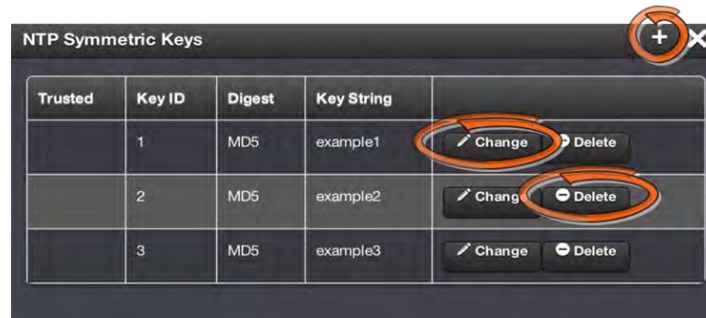 NTP Symmetric Keys + ×
Trusted Key ID Digest Key String
1 MD5 example1 Change Delete
2 MD5 example2 Change Delete
3 MD5 example3 Change Delete